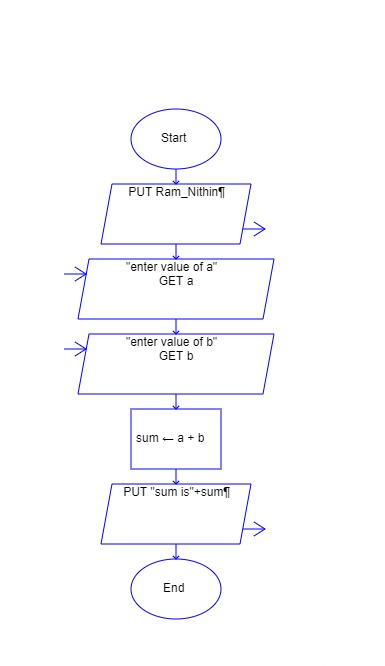 Start
PUT Ram_Nithin¶
"enter value of a"
GET a
"enter value of b"
GET b
sum ← a + b
PUT "sum is"+sum¶
End